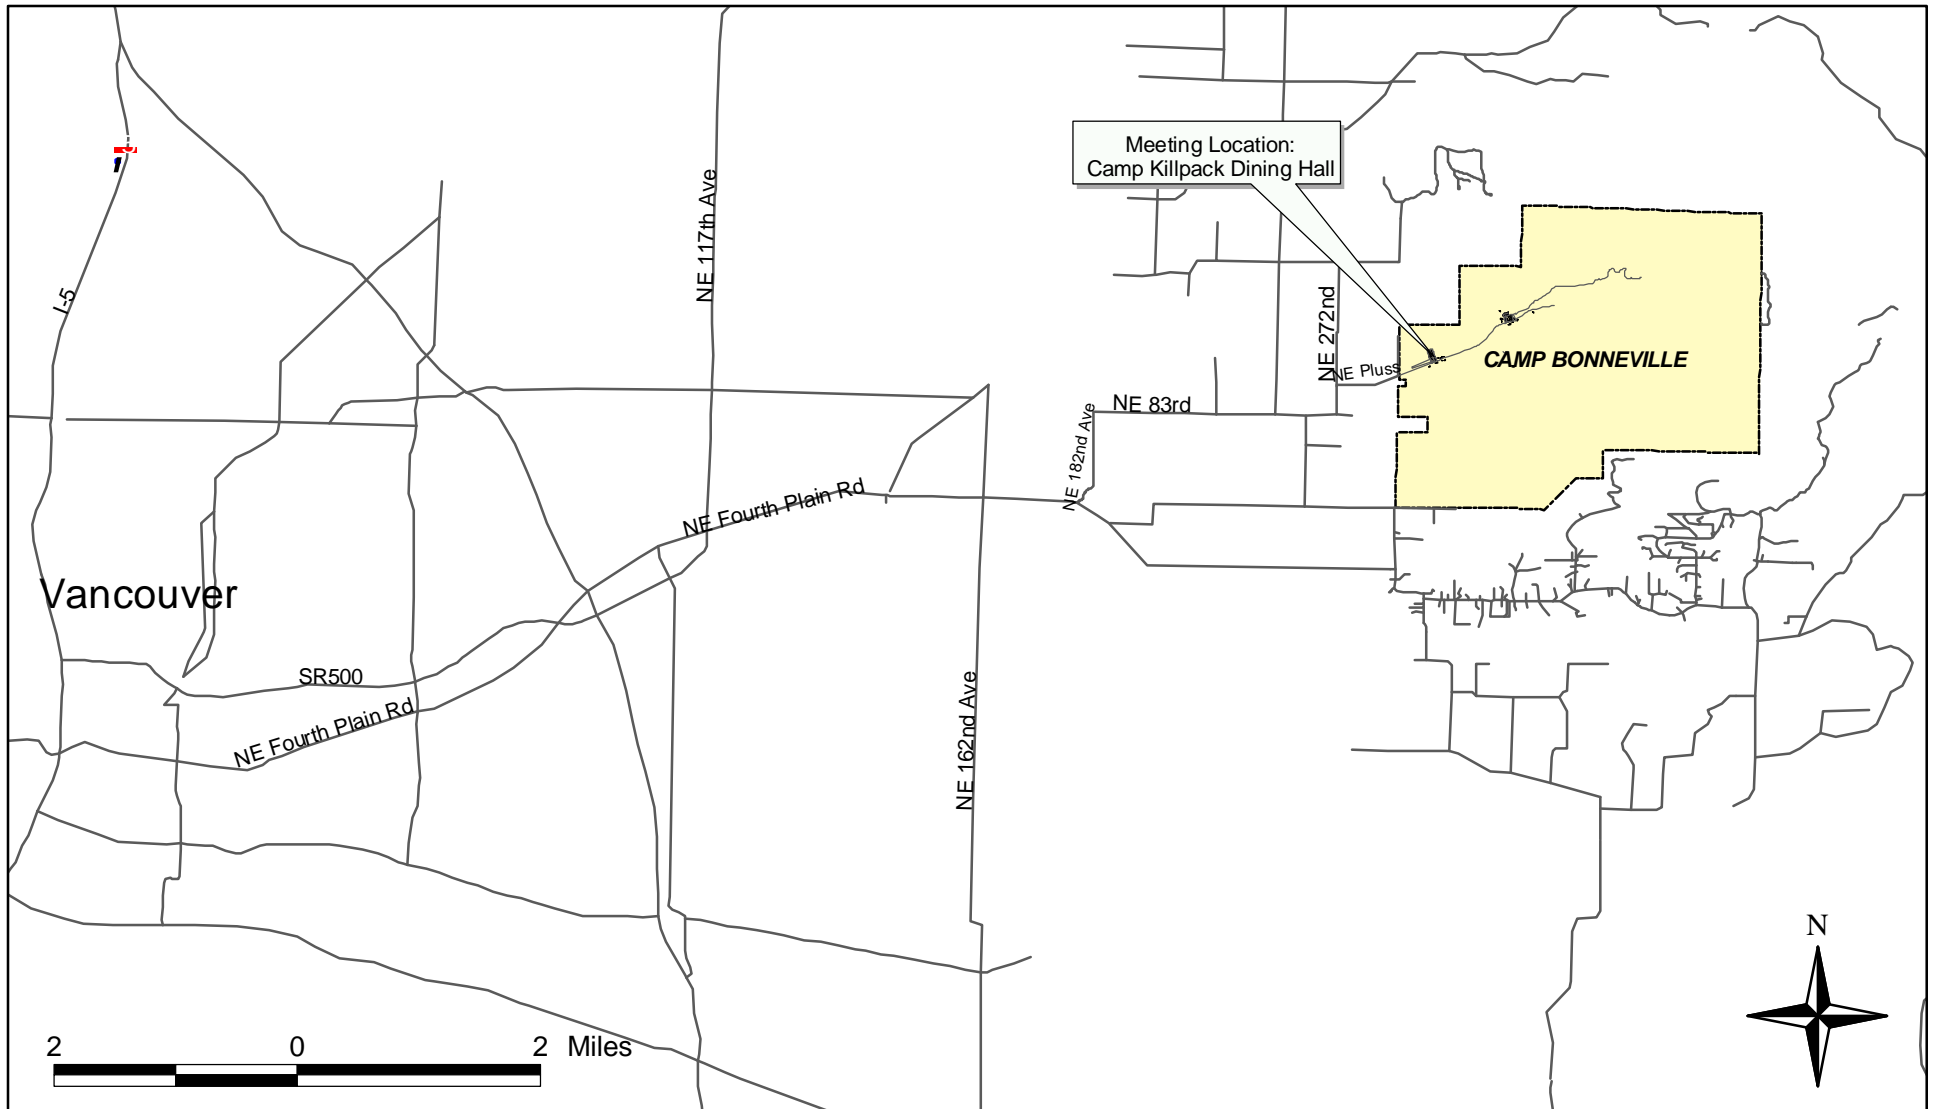 Meeting Location:
Camp Killpack Dining Hall
NE 117th Ave
I-5
NE 272nd
NE Pluss
CAMP BONNEVILLE
NE 83rd
NE 182nd Ave
NE Fourth Plain Rd
Vancouver
SR500
NE Fourth Plain Rd
NE 162nd Ave
N
2 0 2 Miles